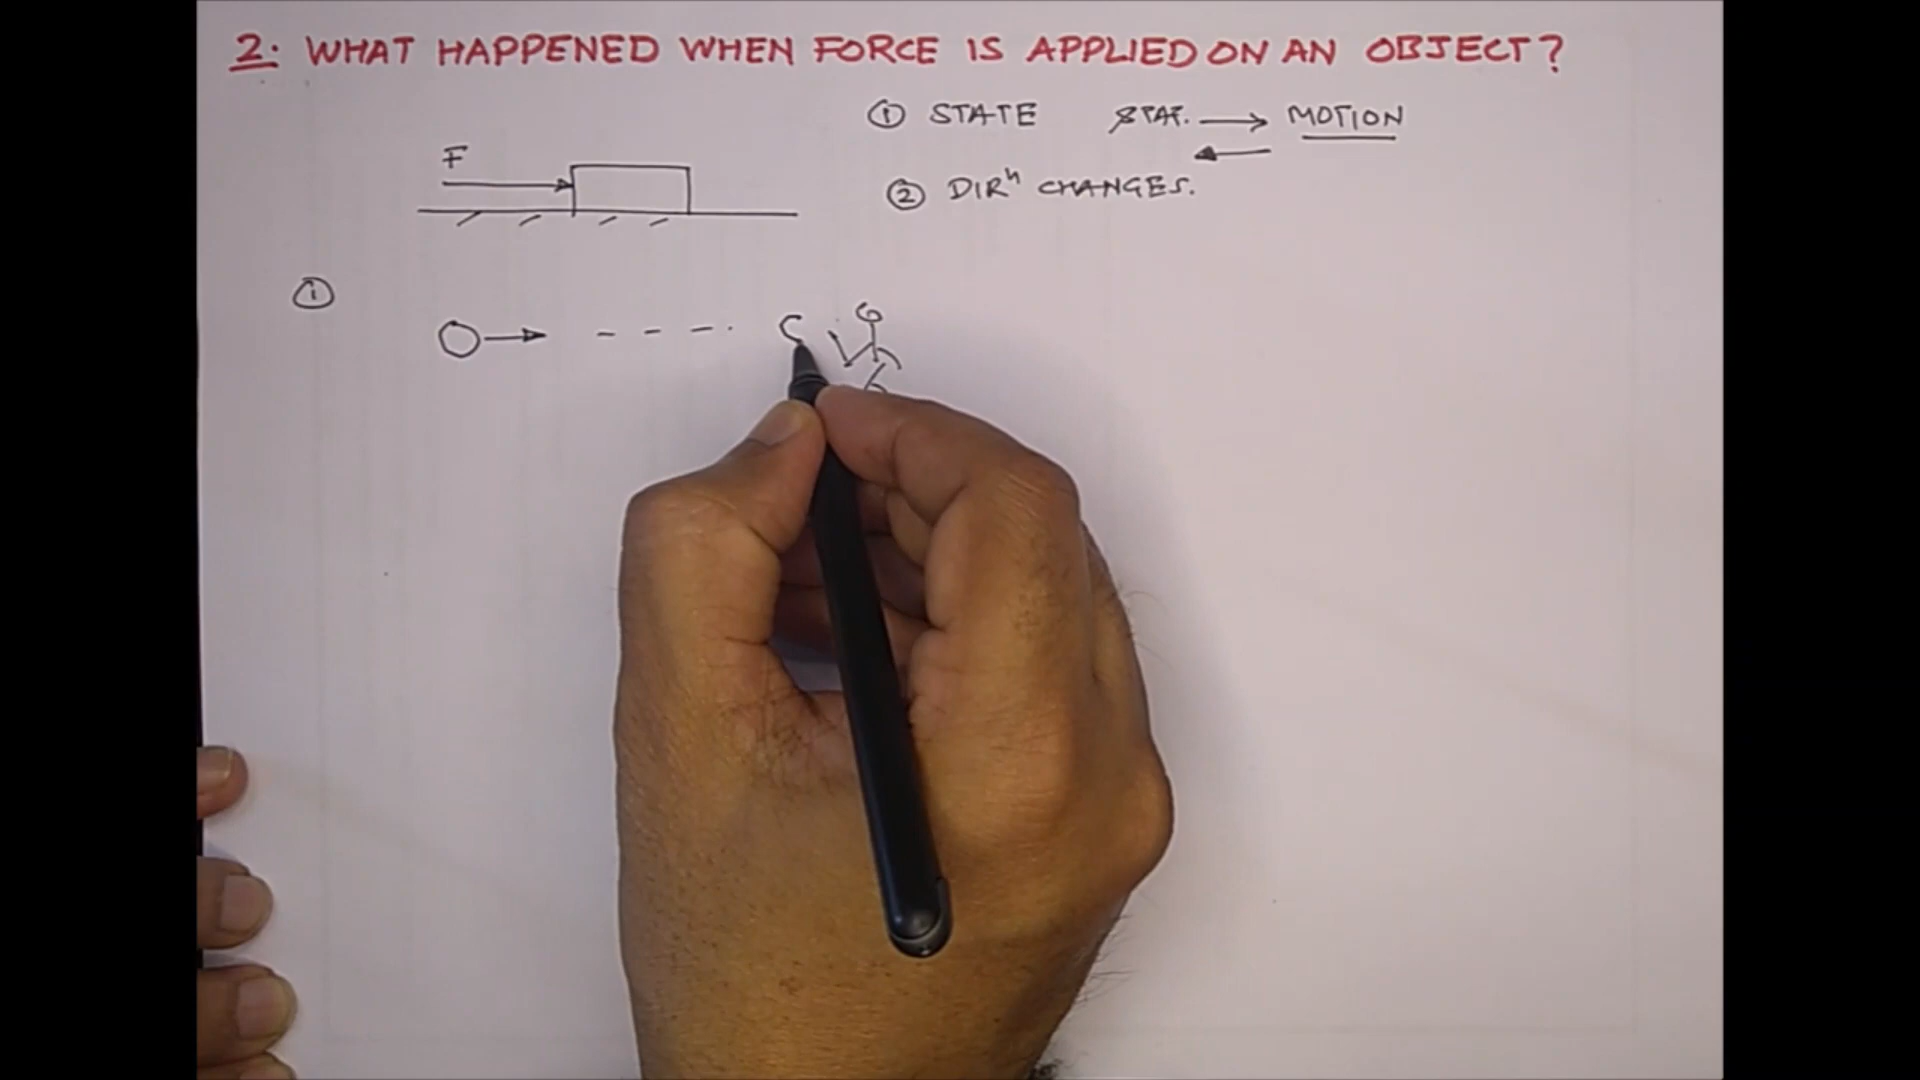 2. WHAT HAPPENED WHEN FORCE IS APPLIED ON AN OBJECT?
① STATE STAT. → MOTION
←
F
② DIRⁿ CHANGES.
①